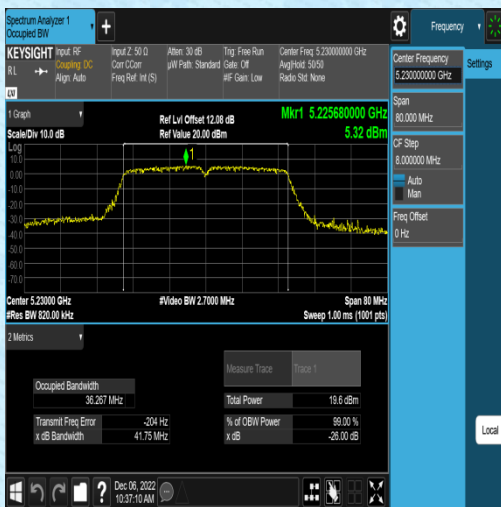 Spectrum Analyzer 1
Occupied BW
+
Frequency
KEYSIGHT
RL
Input: RF
Coupling: DC
Align: Auto
Input Z: 50 Ω
Corr CCorr
Freq Ref: Int (S)
Atten: 30 dB
µW Path: Standard
Trig: Free Run
Gate: Off
#IF Gain: Low
Center Freq: 5.230000000 GHz
Avg|Hold: 50/50
Radio Std: None
1 Graph
Scale/Div 10.0 dB
Ref Lvl Offset 12.08 dB
Ref Value 20.00 dBm
Mkr1 5.225680000 GHz
5.32 dBm
Log
10.0
0.00
-10.0
-20.0
-30.0
-40.0
-50.0
-60.0
-70.0
1
Center 5.23000 GHz
#Res BW 820.00 kHz
#Video BW 2.7000 MHz
Span 80 MHz
Sweep 1.00 ms (1001 pts)
2 Metrics
Measure Trace
Trace 1
Occupied Bandwidth
36.267 MHz
Total Power
19.6 dBm
Transmit Freq Error
-204 Hz
% of OBW Power
99.00 %
x dB Bandwidth
41.75 MHz
x dB
-26.00 dB
?
Dec 06, 2022
10:37:10 AM
Center Frequency
5.230000000 GHz
Span
80.000 MHz
CF Step
8.000000 MHz
Auto
Man
Freq Offset
0 Hz
Settings
Local